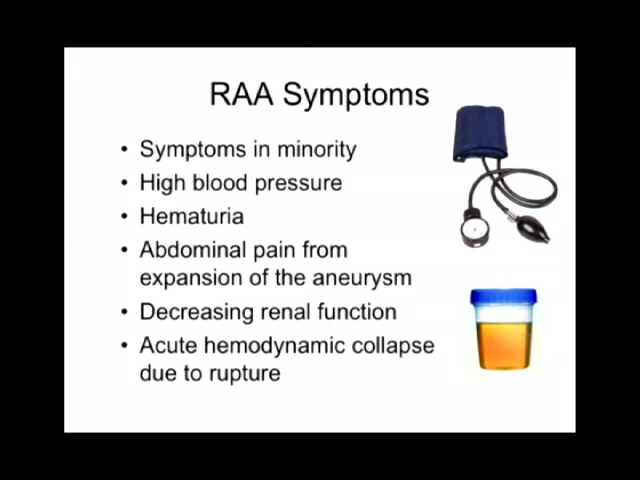 RAA Symptoms
• Symptoms in minority
• High blood pressure
• Hematuria
• Abdominal pain from
expansion of the aneurysm
• Decreasing renal function
• Acute hemodynamic collapse
due to rupture